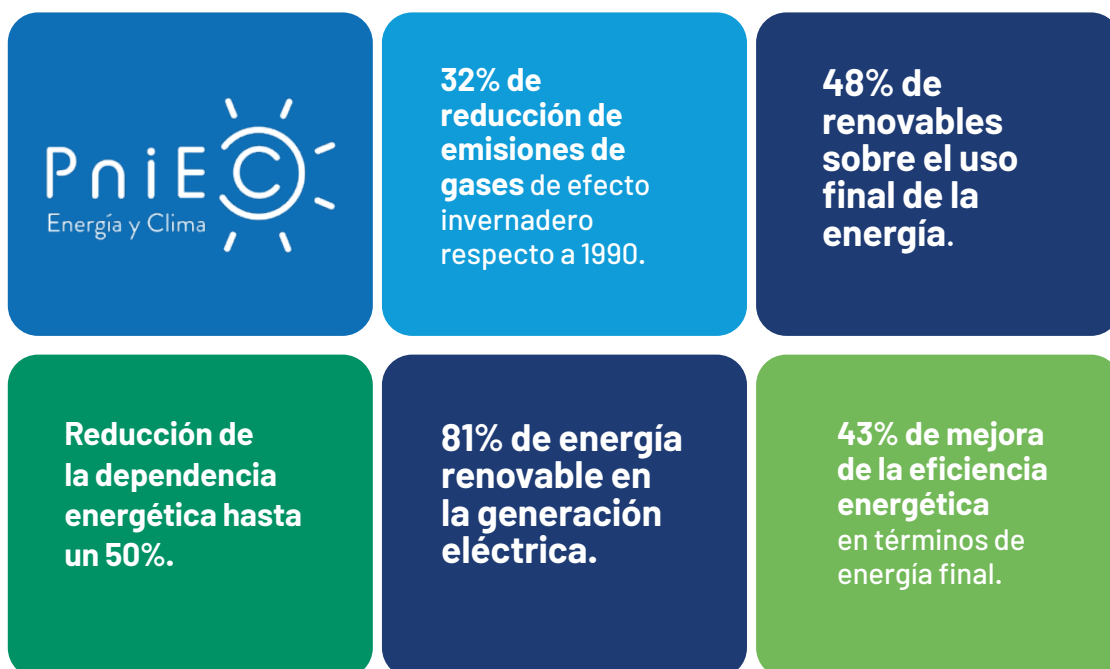 PniEC
Energía y Clima
32% de
reducción de
emisiones de
gases de efecto
invernadero
respecto a 1990.
48% de
renovables
sobre el uso
final de la
energía.
Reducción de
la dependencia
energética hasta
un 50%.
81% de energía
renovable en
la generación
eléctrica.
43% de mejora
de la eficiencia
energética
en términos de
energía final.